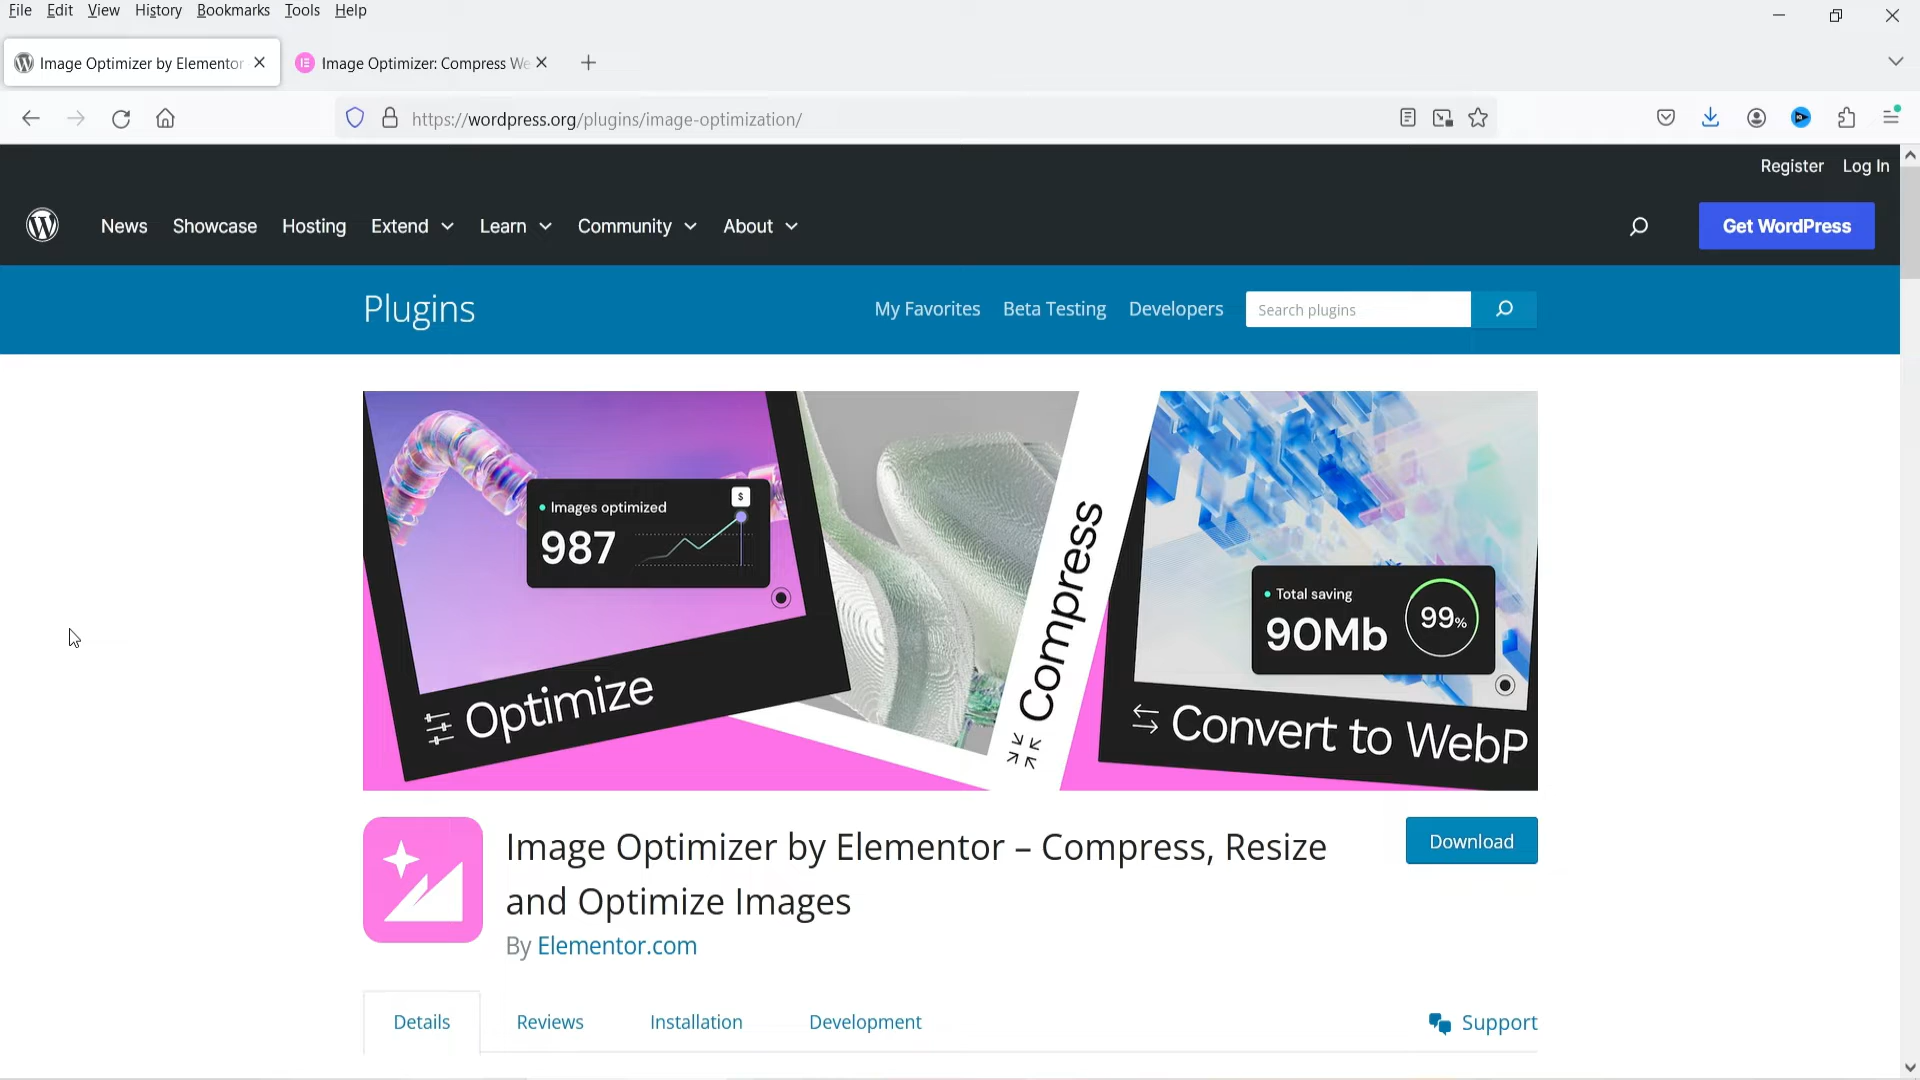 File Edit View History Bookmarks Tools Help
Image Optimizer by Elementor
Image Optimizer: Compress We
https://wordpress.org/plugins/image-optimization/
Register Log In
News Showcase Hosting Extend Learn Community About
Get WordPress
Plugins
My Favorites Beta Testing Developers
Search plugins
Images optimized
$
987
Optimize
Compress
Total saving
90Mb
99%
Convert to WebP
Image Optimizer by Elementor – Compress, Resize
and Optimize Images
Download
By Elementor.com
Details Reviews Installation Development
Support